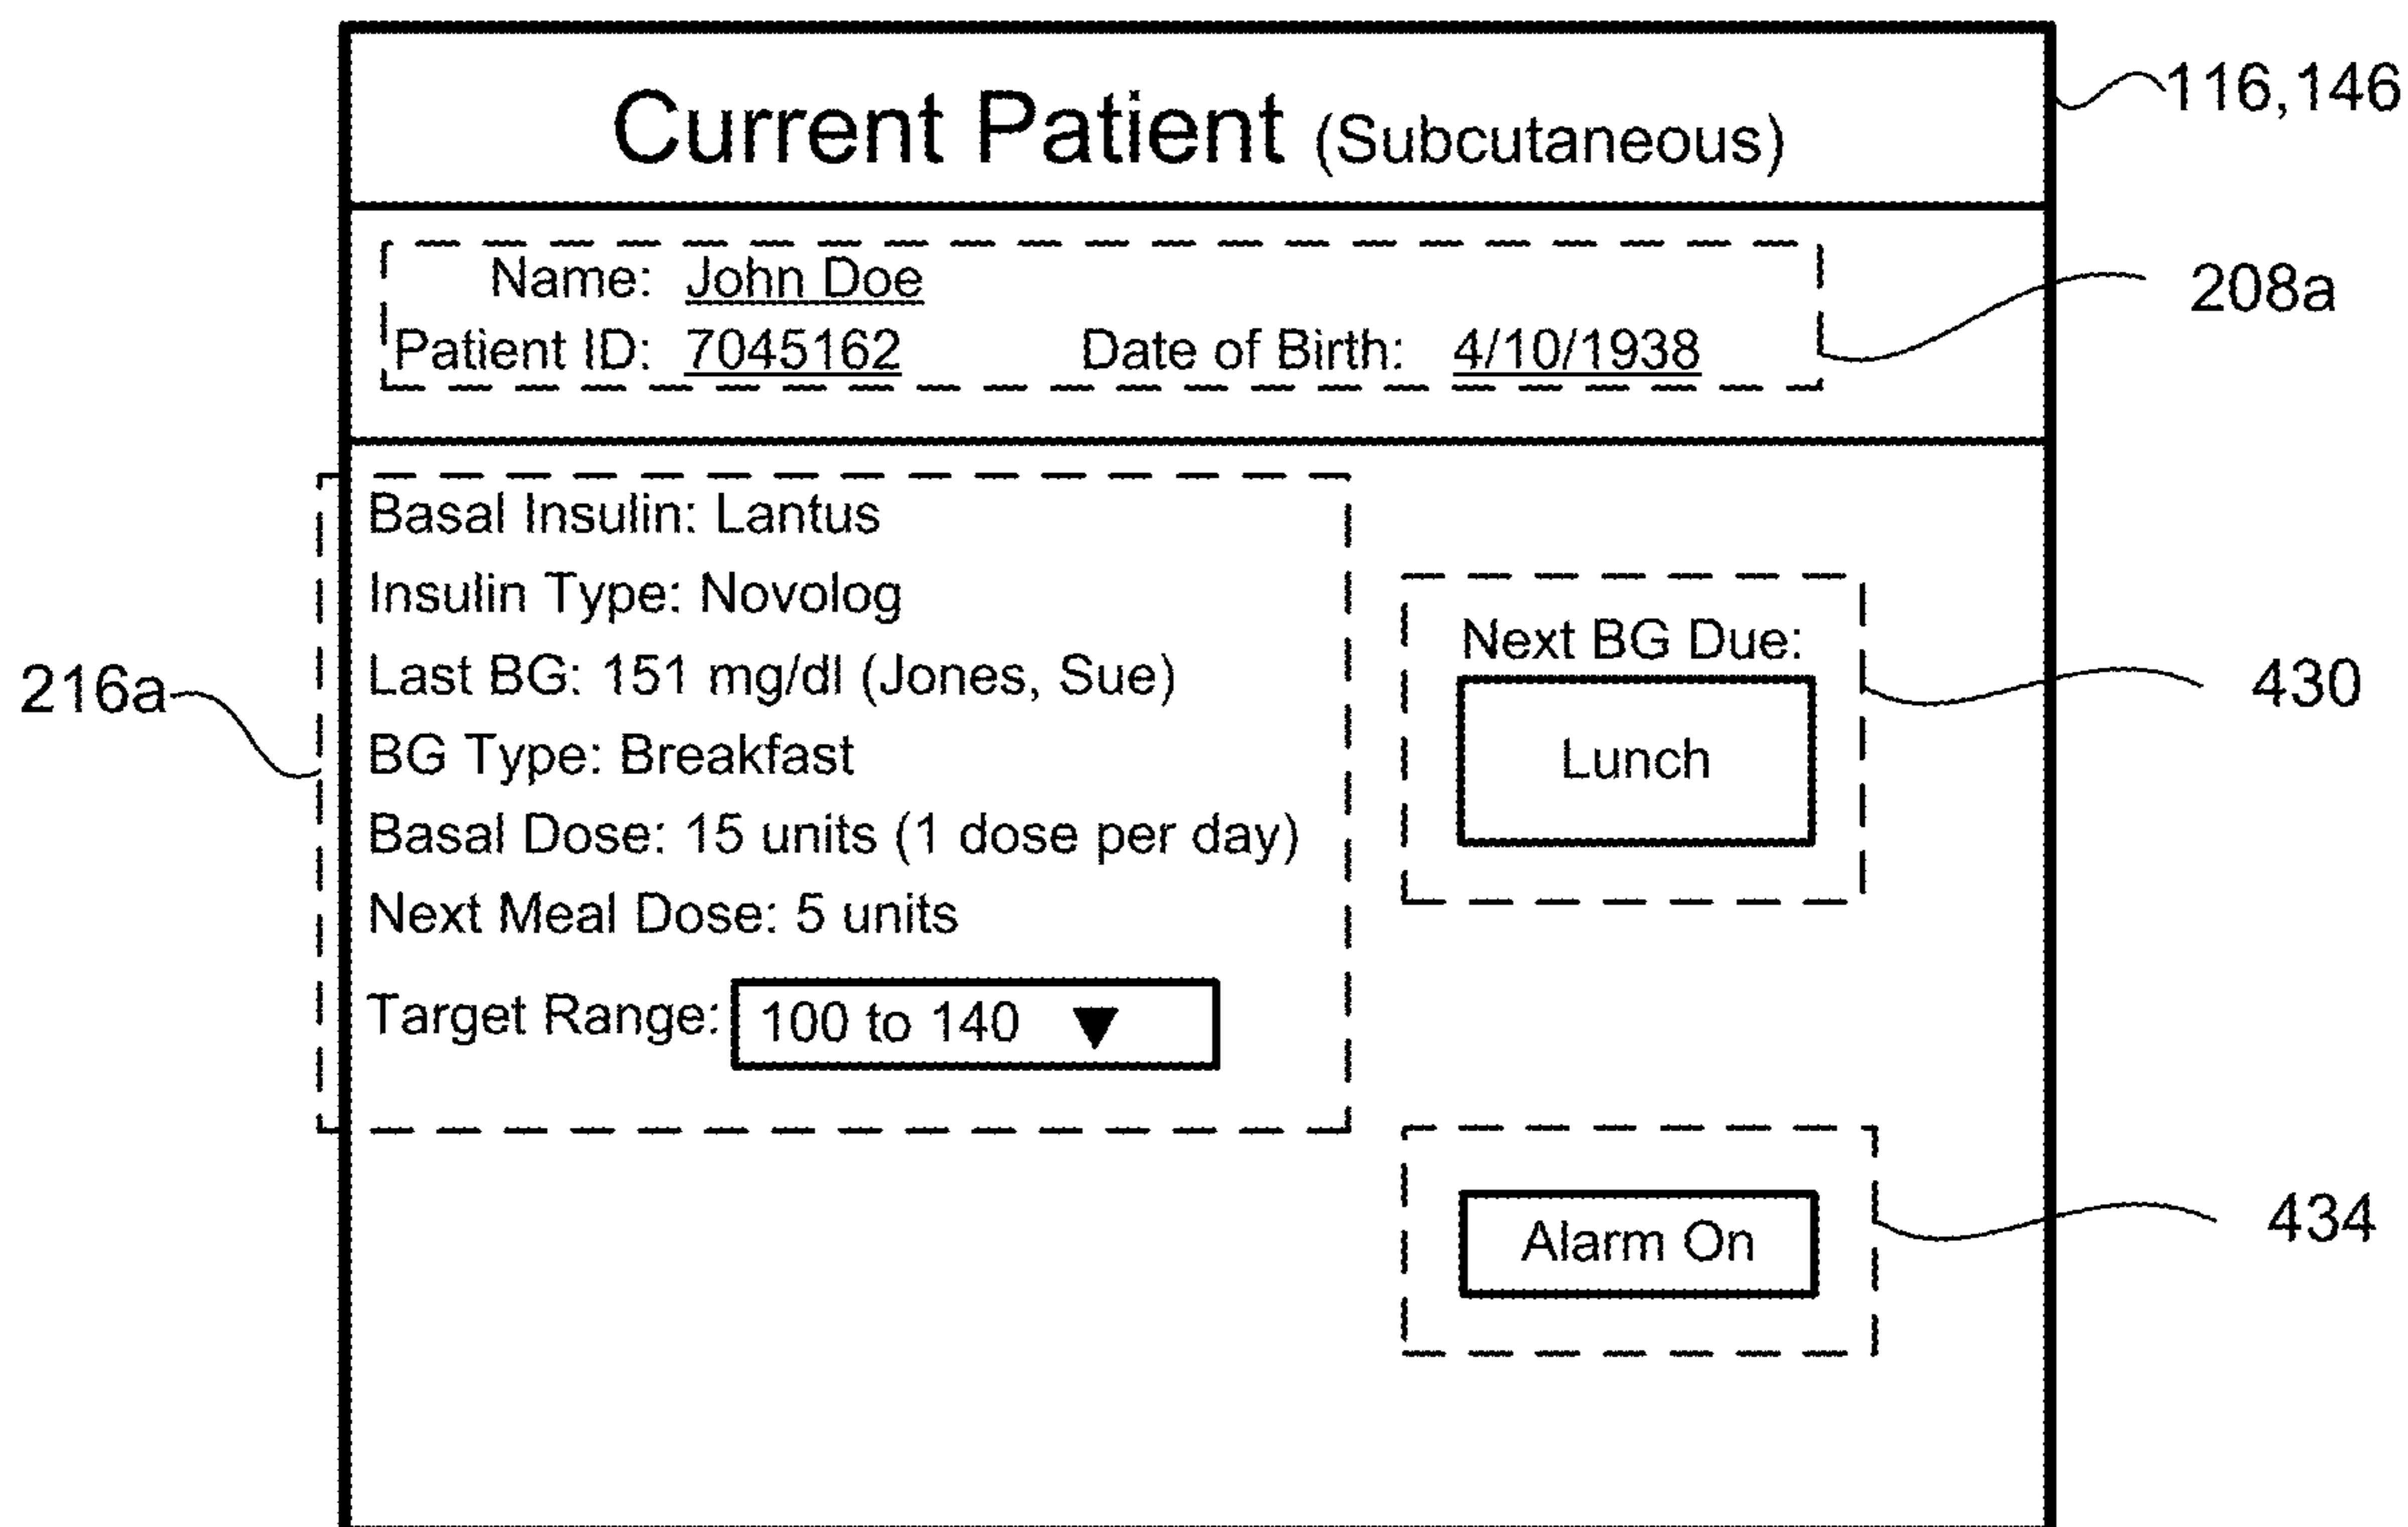 Current Patient (Subcutaneous)
116,146
Name: John Doe
208a
Patient ID: 7045162 Date of Birth: 4/10/1938
Basal Insulin: Lantus
Insulin Type: Novolog
Last BG: 151 mg/dl (Jones, Sue)
BG Type: Breakfast
Basal Dose: 15 units (1 dose per day)
Next Meal Dose: 5 units
Target Range: 100 to 140 ▼
216a
Next BG Due:
Lunch
430
Alarm On
434